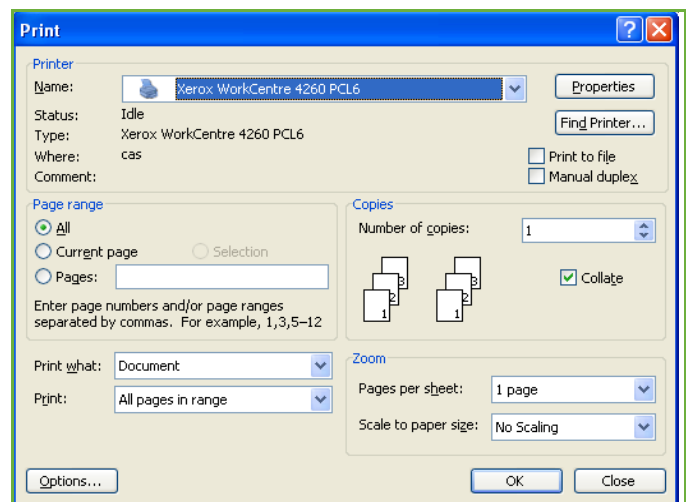 Print
Printer
Name: Xerox WorkCentre 4260 PCL6 Properties
Status: Idle
Find Printer...
Type: Xerox WorkCentre 4260 PCL6
Where: cas Print to file
Comment: Manual duplex
Page range
All
Current page Selection
Pages:
Enter page numbers and/or page ranges
separated by commas. For example, 1,3,5–12
Copies
Number of copies: 1
3 3
2 2
1 1
Collate
Print what: Document
Print: All pages in range
Zoom
Pages per sheet: 1 page
Scale to paper size: No Scaling
Options... OK Close